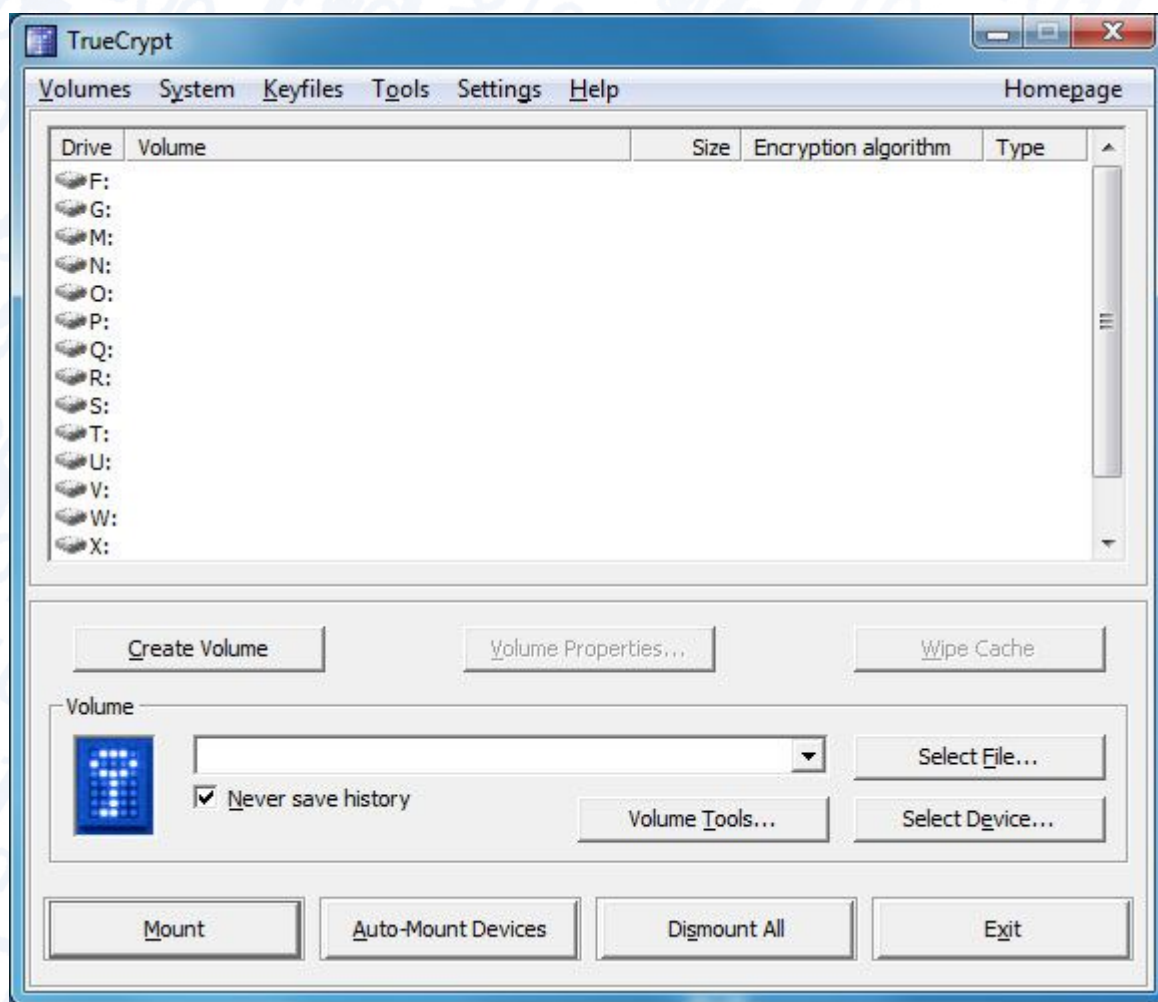 TrueCrypt
Volumes System Keyfiles Tools Settings Help Homepage
Drive Volume Size Encryption algorithm Type
F:
G:
M:
N:
O:
P:
Q:
R:
S:
T:
U:
V:
W:
X:
Create Volume Volume Properties... Wipe Cache
Volume
Select File...
Never save history
Volume Tools... Select Device...
Mount Auto-Mount Devices Dismount All Exit